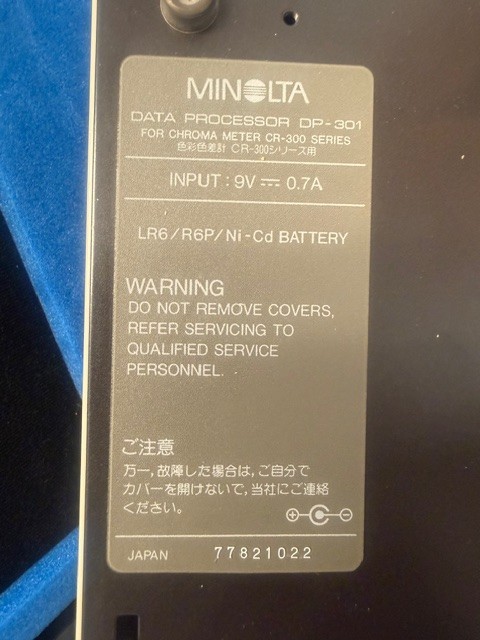 MINOLTA
DATA PROCESSOR DP-301
FOR CHROMA METER CR-300 SERIES
色彩色差計 CR-300シリーズ用
INPUT : 9V ⎓ 0.7A
LR6/R6P/Ni-Cd BATTERY
WARNING
DO NOT REMOVE COVERS,
REFER SERVICING TO
QUALIFIED SERVICE
PERSONNEL.
ご注意
万一,故障した場合は,ご自分で
カバーを開けないで,当社にご連絡
ください。
JAPAN 77821022